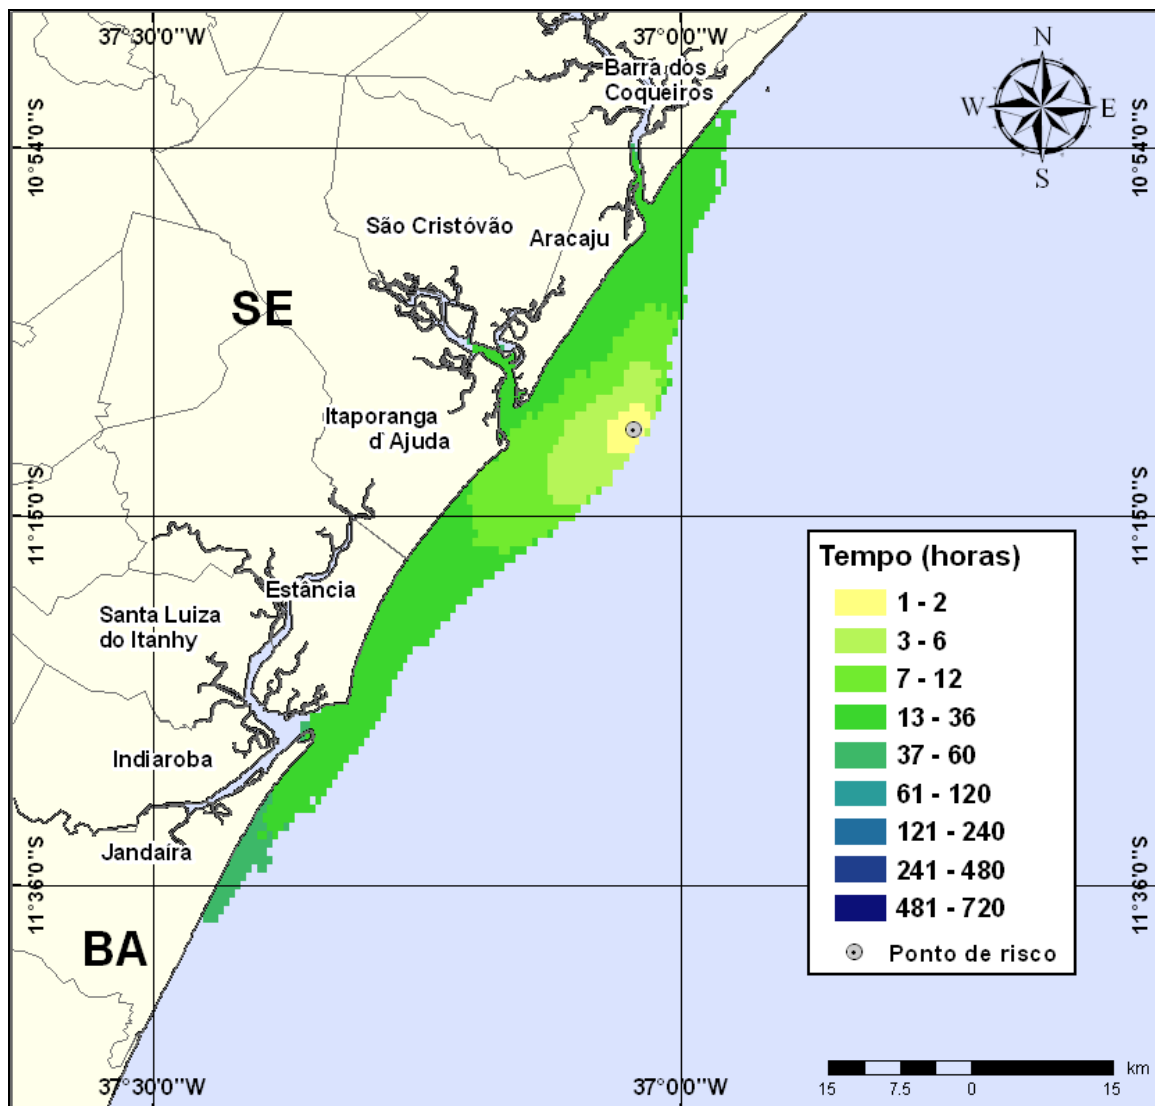 37°30'0"W
37°0'0"W
N
W
E
S
Barra dos
Coqueiros
10°54'0"S
10°54'0"S
São Cristóvão
Aracaju
SE
Itaporanga
d`Ajuda
11°15'0"S
11°15'0"S
Estância
Santa Luiza
do Itanhy
Indiaroba
Jandaíra
11°36'0"S
11°36'0"S
BA
Tempo (horas)
1 - 2
3 - 6
7 - 12
13 - 36
37 - 60
61 - 120
121 - 240
241 - 480
481 - 720
Ponto de risco
37°30'0"W
37°0'0"W
km
15 7.5 0 15